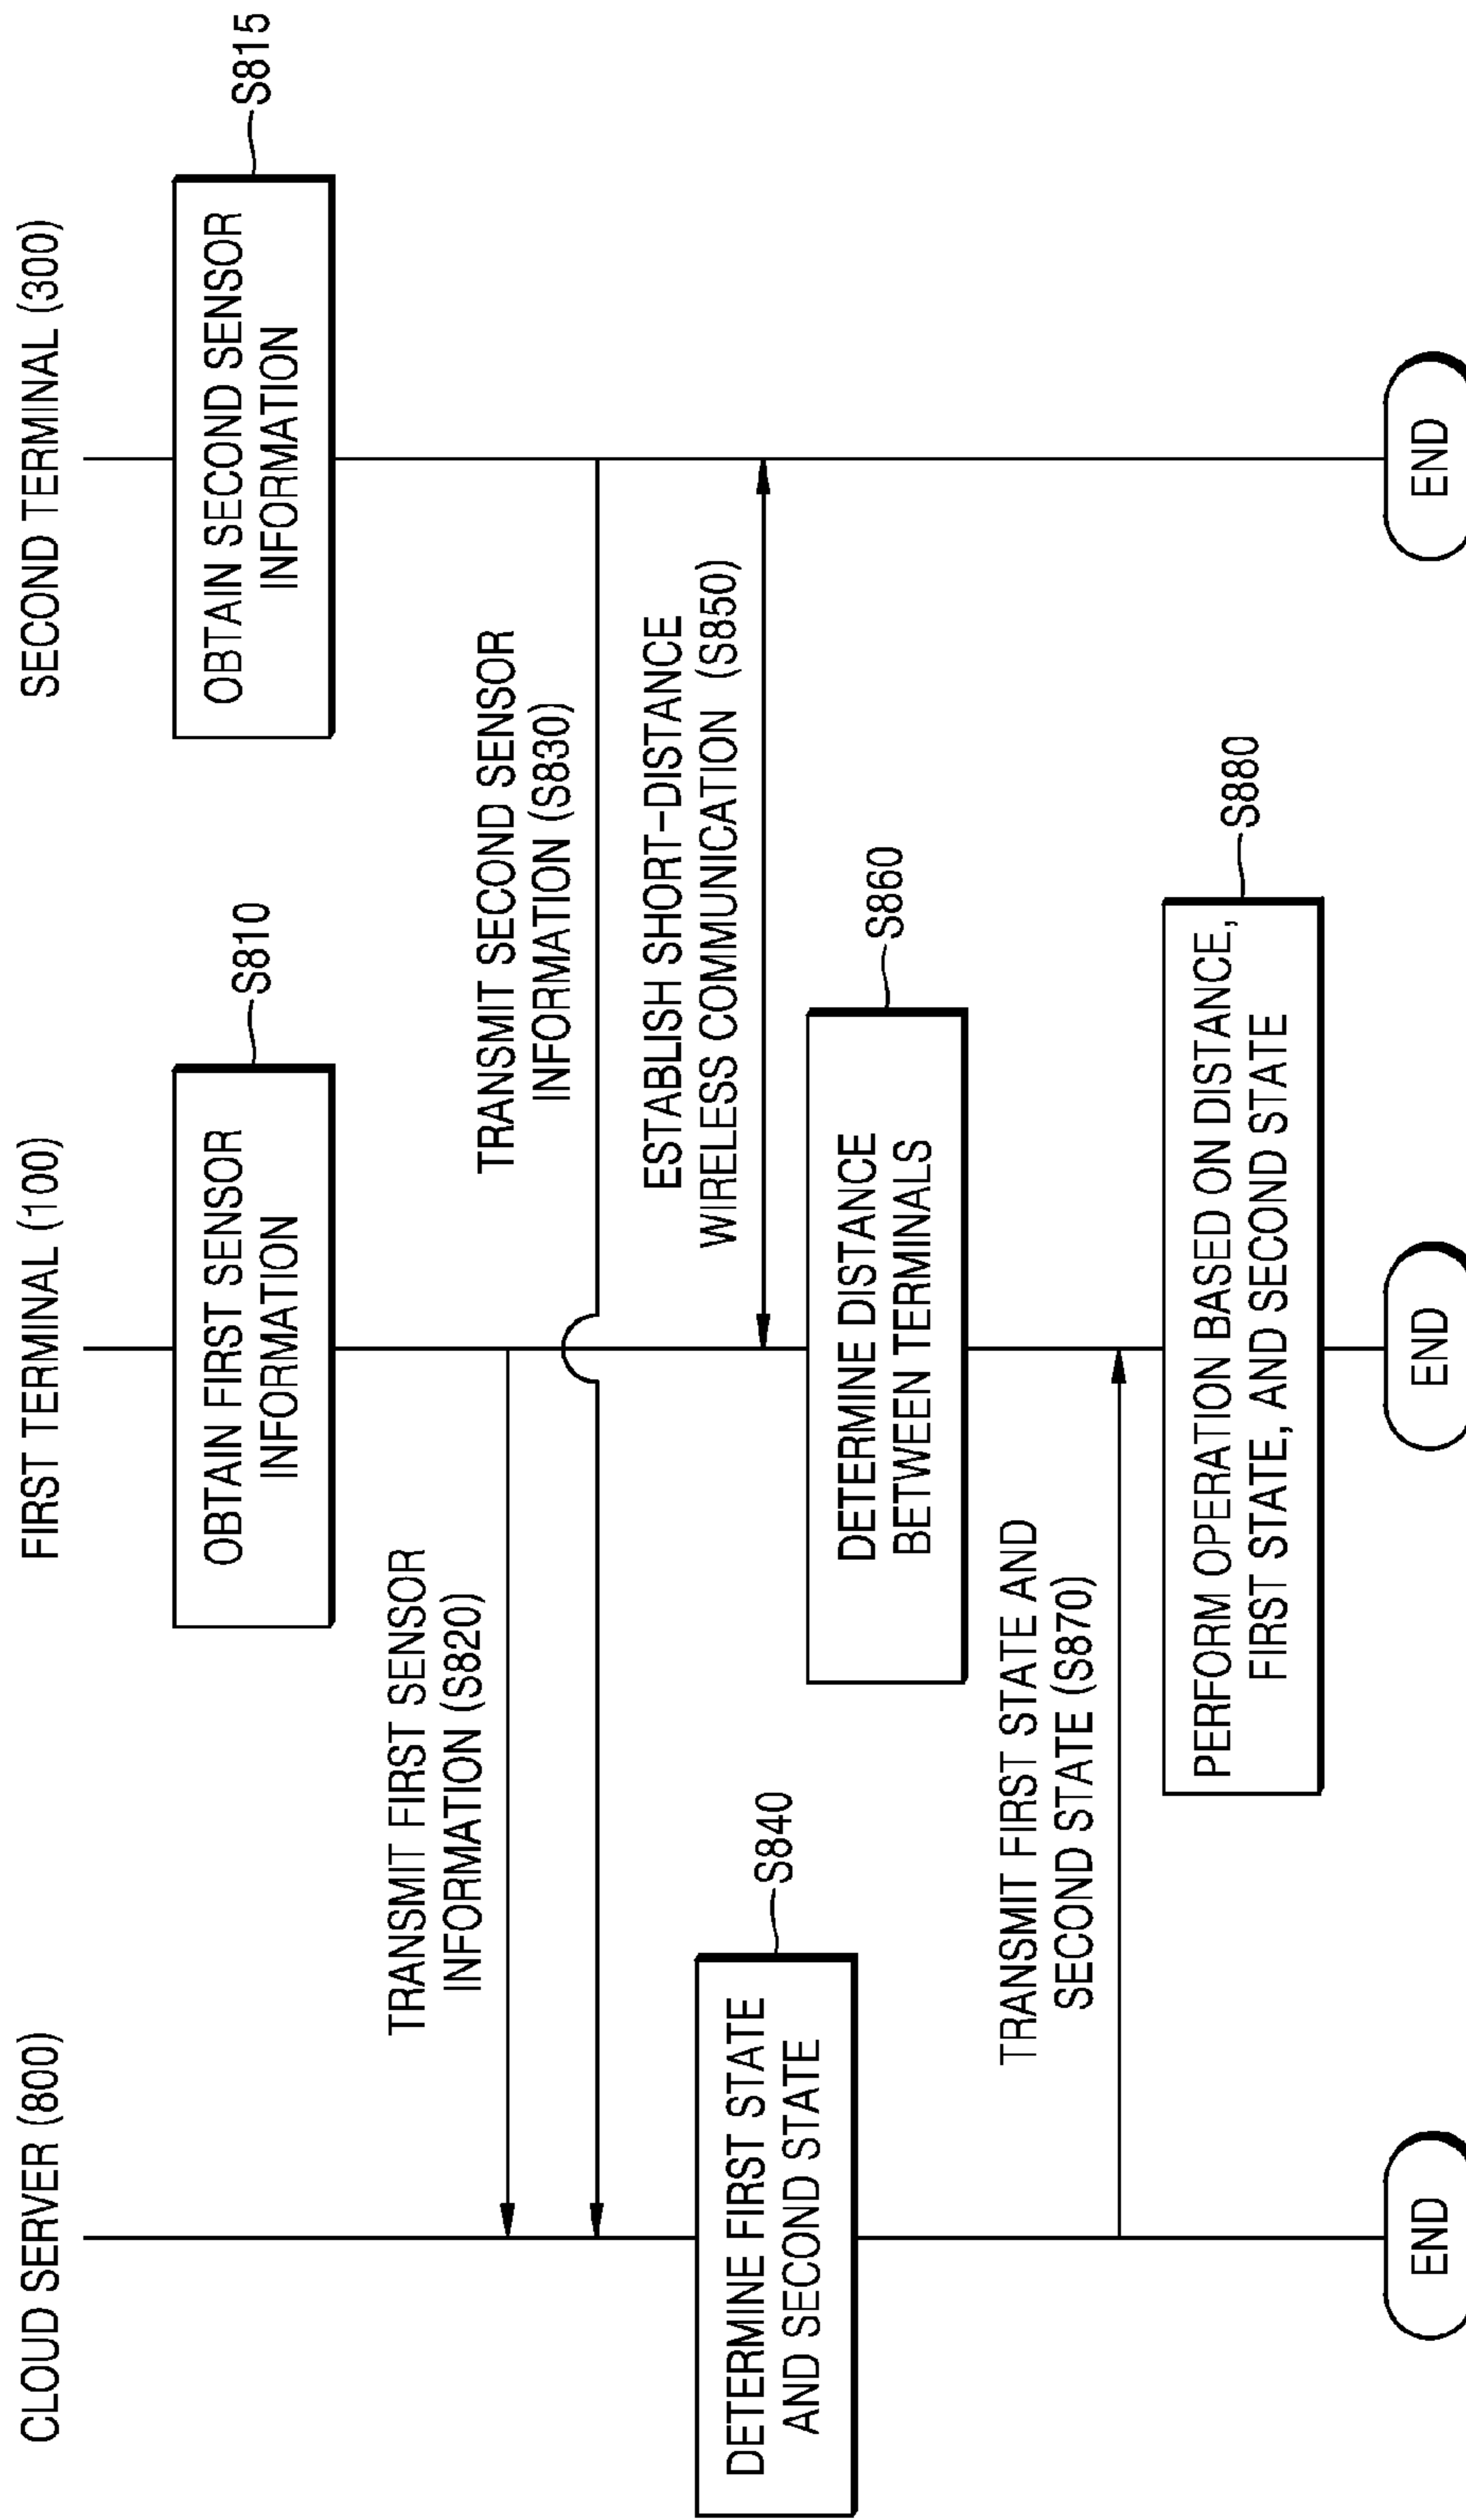 CLOUD SERVER (800)
FIRST TERMINAL (100)
SECOND TERMINAL (300)
OBTAIN FIRST SENSOR
INFORMATION
S810
OBTAIN SECOND SENSOR
INFORMATION
S815
TRANSMIT FIRST SENSOR
INFORMATION (S820)
TRANSMIT SECOND SENSOR
INFORMATION (S830)
ESTABLISH SHORT-DISTANCE
WIRELESS COMMUNICATION (S850)
DETERMINE FIRST STATE
AND SECOND STATE
S840
DETERMINE DISTANCE
BETWEEN TERMINALS
S860
TRANSMIT FIRST STATE AND
SECOND STATE (S870)
PERFORM OPERATION BASED ON DISTANCE,
FIRST STATE, AND SECOND STATE
S880
END
END
END